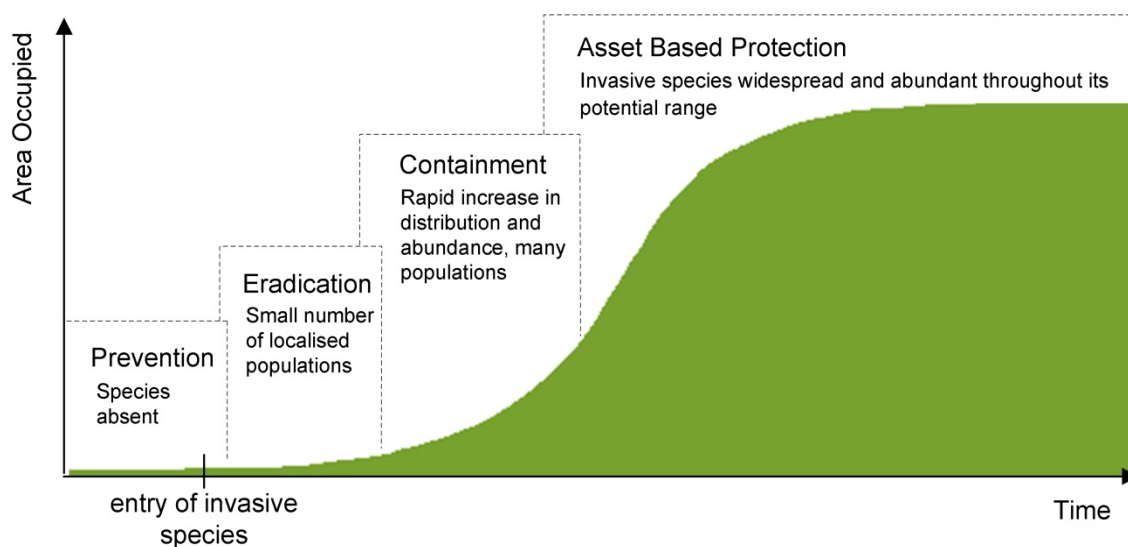 Area Occupied
Asset Based Protection
Invasive species widespread and abundant throughout its
potential range
Containment
Rapid increase in
distribution and
abundance, many
populations
Eradication
Small number
of localised
populations
Prevention
Species
absent
entry of invasive
species
Time